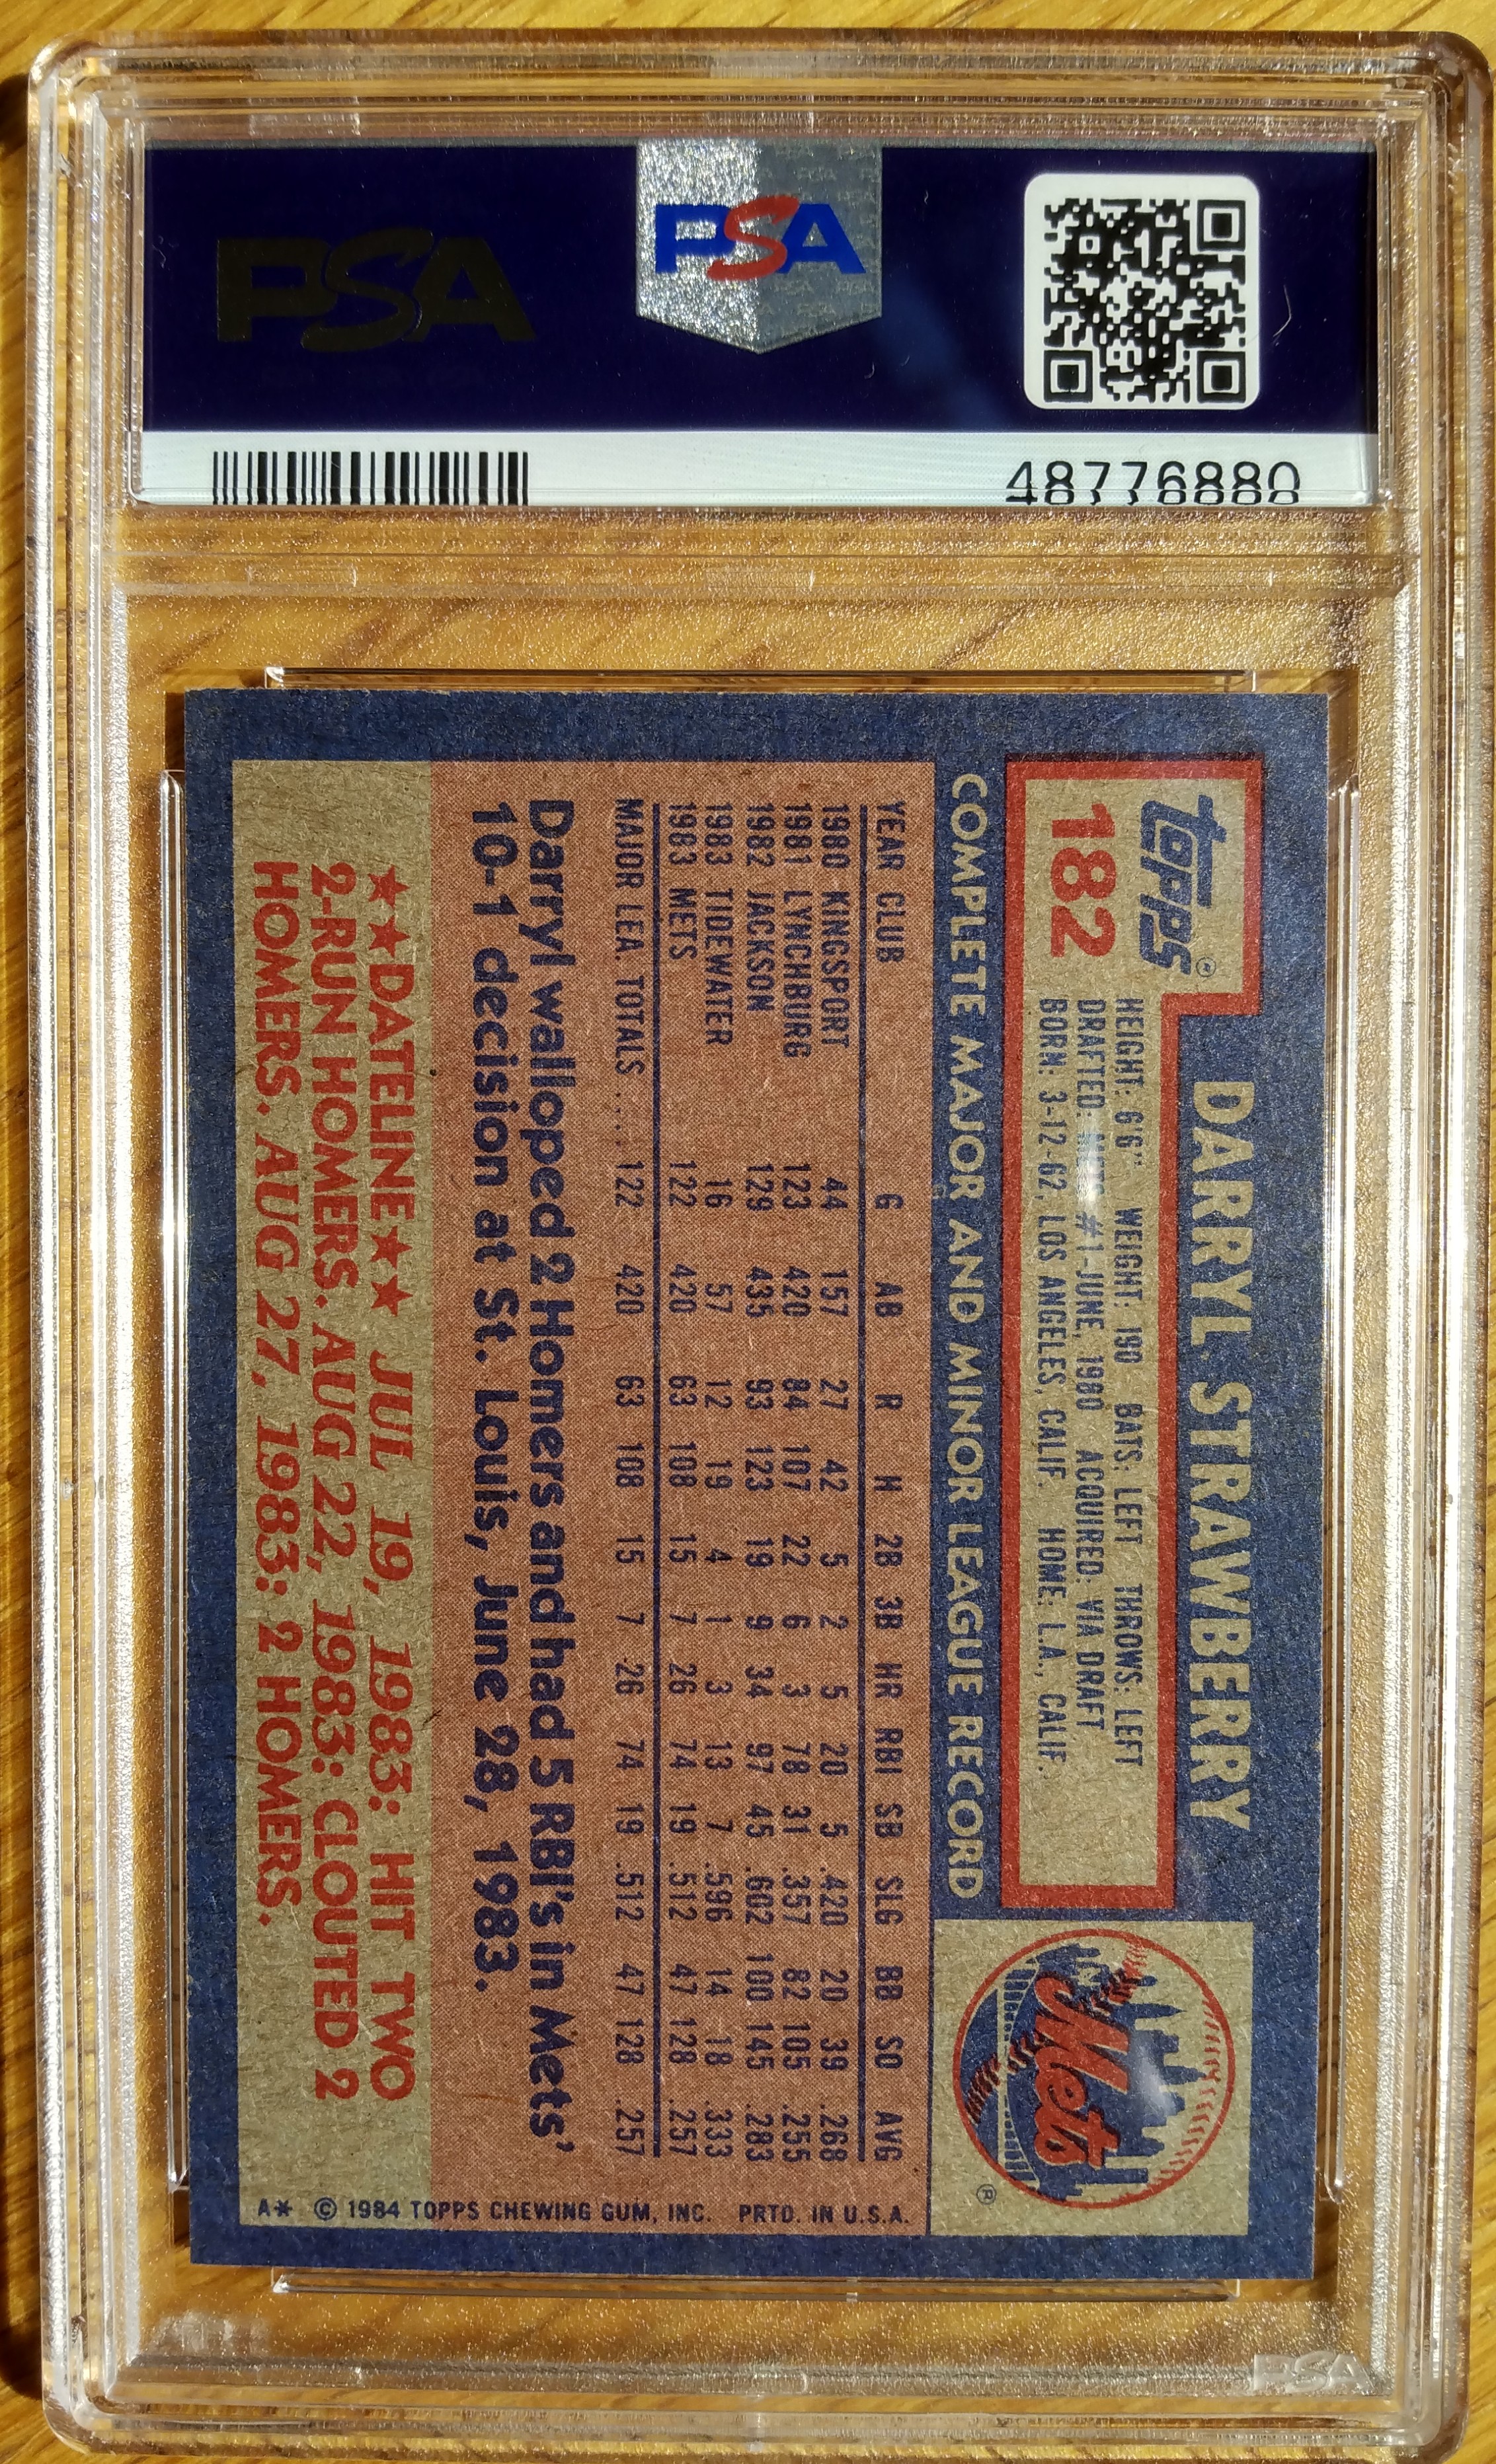 PSA
PSA
48776880
Topps®
182
DARRYL STRAWBERRY
HEIGHT: 6'6" WEIGHT: 190 BATS: LEFT THROWS: LEFT
DRAFTED: METS #1-JUNE, 1980 ACQUIRED: VIA DRAFT
BORN: 3-12-62, LOS ANGELES, CALIF. HOME: L.A., CALIF.
Mets
®
COMPLETE MAJOR AND MINOR LEAGUE RECORD
YEAR CLUB G AB R H 2B 3B HR RBI SB SLG BB SO AVG
1980 KINGSPORT 44 157 27 42 5 2 5 20 5 .420 20 39 .268
1981 LYNCHBURG 123 420 84 107 22 6 3 78 31 .357 82 105 .255
1982 JACKSON 129 435 93 123 19 9 34 97 45 .602 100 145 .283
1983 TIDEWATER 16 57 12 19 4 1 3 13 7 .596 14 18 .333
1983 METS 122 420 63 108 15 7 26 74 19 .512 47 128 .257
MAJOR LEA. TOTALS .... 122 420 63 108 15 7 26 74 19 .512 47 128 .257
Darryl walloped 2 Homers and had 5 RBI's in Mets'
10-1 decision at St. Louis, June 28, 1983.
★★DATELINE★★ JUL 19, 1983: HIT TWO
2-RUN HOMERS. AUG 22, 1983: CLOUTED 2
HOMERS. AUG 27, 1983: 2 HOMERS.
A* © 1984 TOPPS CHEWING GUM, INC. PRTD. IN U.S.A.
PSA